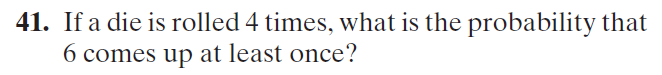 41. If a die is rolled 4 times, what is the probability that
6 comes up at least once?